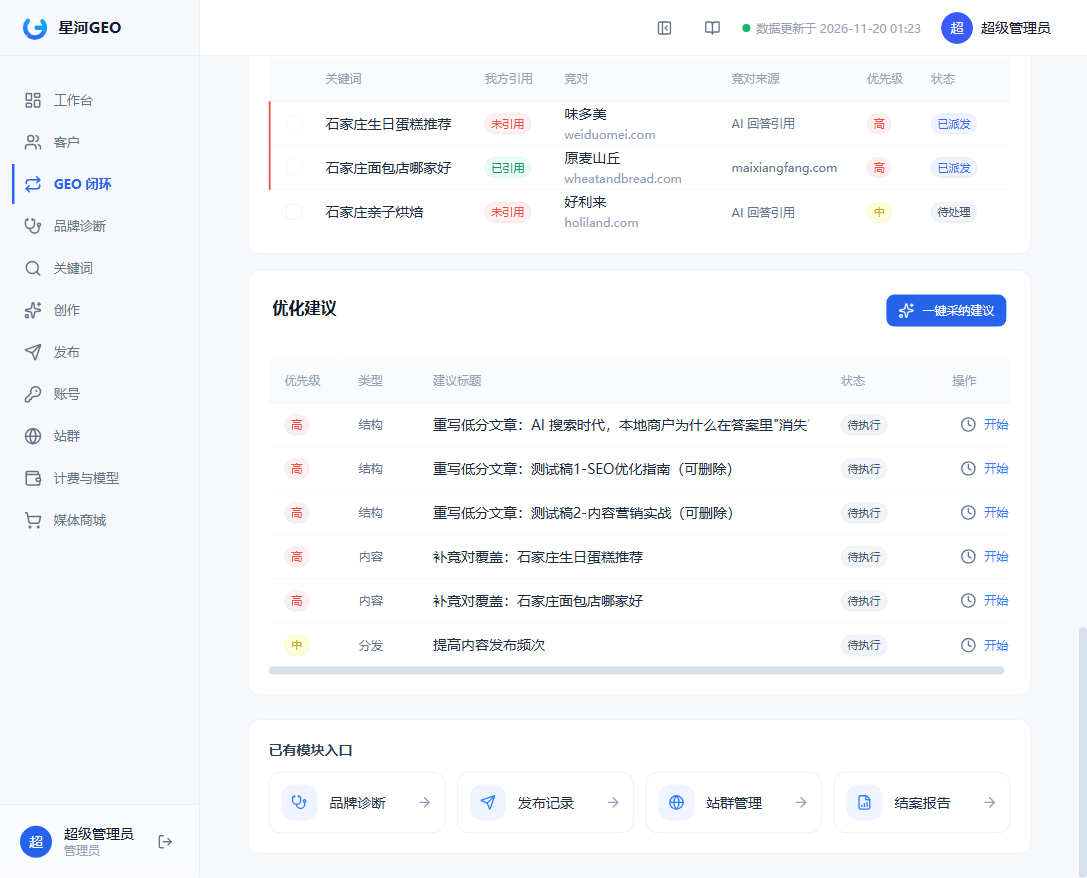 星河GEO
数据更新于 2026-11-20 01:23
超
超级管理员
工作台
客户
GEO 闭环
品牌诊断
关键词
创作
发布
账号
站群
计费与模型
媒体商城
超
超级管理员
管理员
关键词 我方引用 竞对 竞对来源 优先级 状态
石家庄生日蛋糕推荐 未引用 味多美 AI 回答引用 高 已派发
weiduomei.com
石家庄面包店哪家好 已引用 原麦山丘 maixiangfang.com 高 已派发
wheatandbread.com
石家庄亲子烘焙 未引用 好利来 AI 回答引用 中 待处理
holiland.com
优化建议
一键采纳建议
优先级 类型 建议标题 状态 操作
高 结构 重写低分文章：AI 搜索时代，本地商户为什么在答案里"消失" 待执行 开始
高 结构 重写低分文章：测试稿1-SEO优化指南（可删除） 待执行 开始
高 结构 重写低分文章：测试稿2-内容营销实战（可删除） 待执行 开始
高 内容 补竞对覆盖：石家庄生日蛋糕推荐 待执行 开始
高 内容 补竞对覆盖：石家庄面包店哪家好 待执行 开始
中 分发 提高内容发布频次 待执行 开始
已有模块入口
品牌诊断
发布记录
站群管理
结案报告